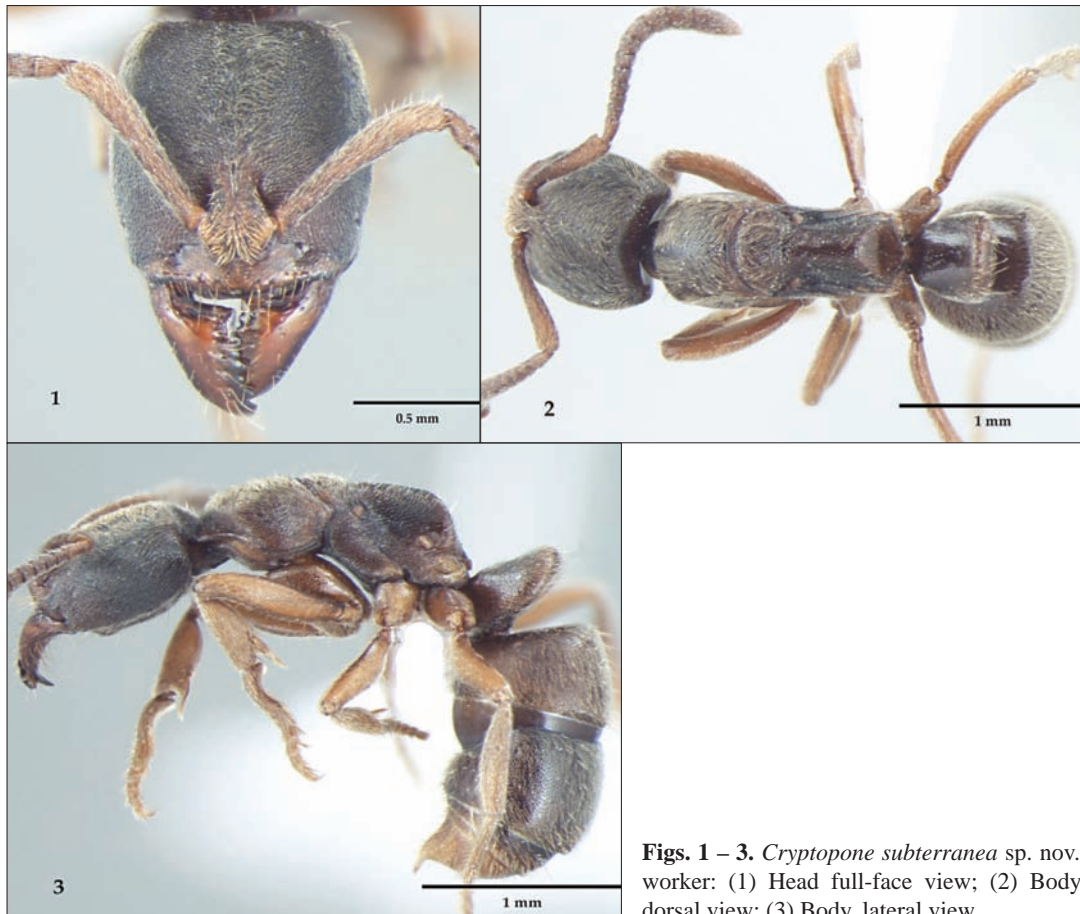 1
0.5 mm
2
1 mm
3
1 mm
Figs. 1 – 3. Cryptopone subterranea sp. nov.
worker: (1) Head full-face view; (2) Body
dorsal view; (3) Body, lateral view